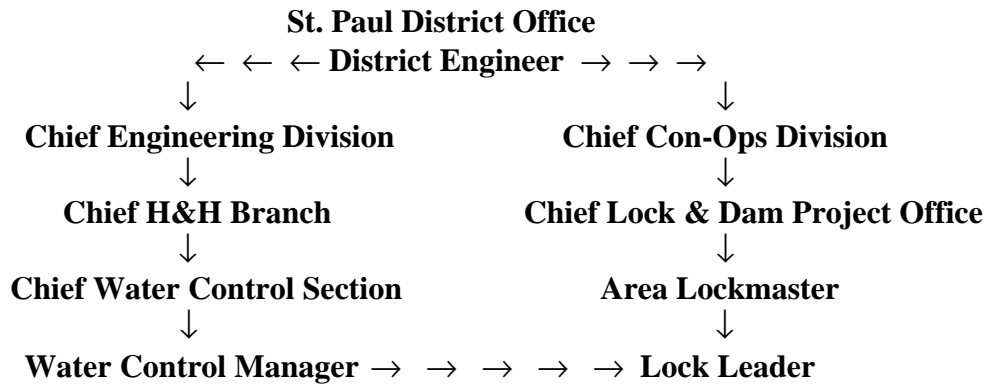 St. Paul District Office
← ← ← District Engineer → → →
↓ ↓
Chief Engineering Division Chief Con-Ops Division
↓ ↓
Chief H&H Branch Chief Lock & Dam Project Office
↓ ↓
Chief Water Control Section Area Lockmaster
↓ ↓
Water Control Manager → → → → → Lock Leader